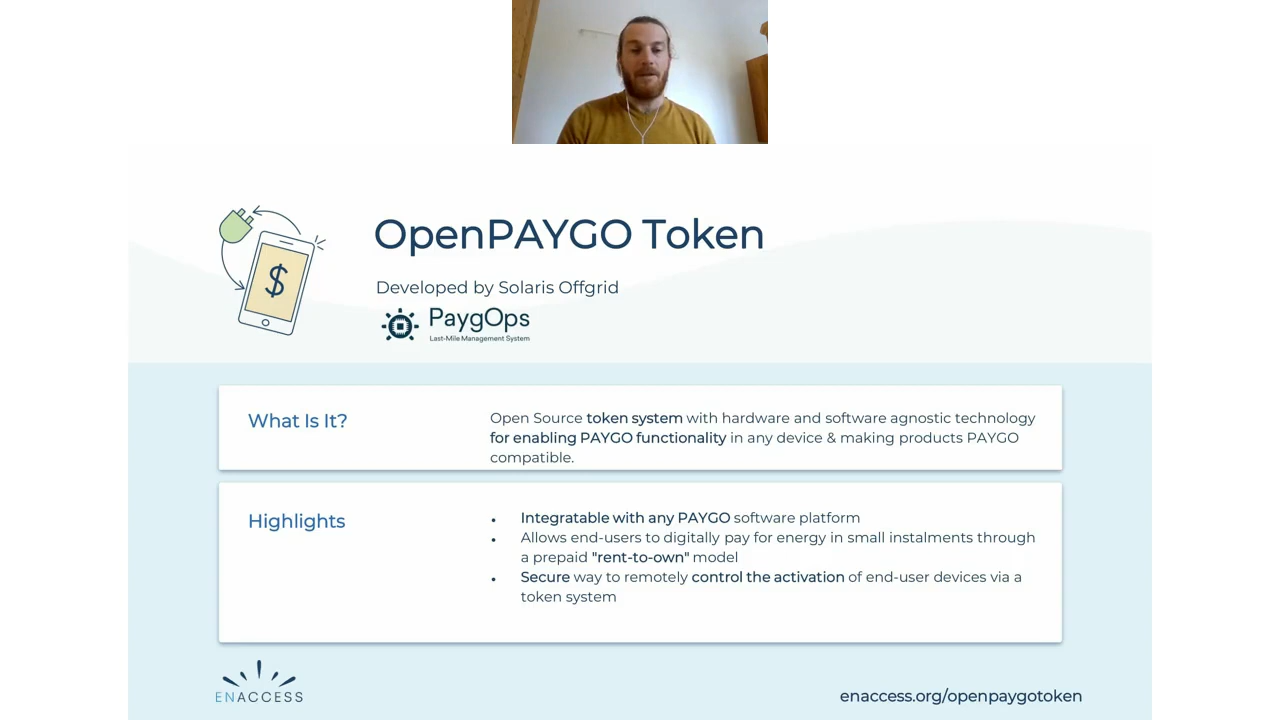 $
OpenPAYGO Token
Developed by Solaris Offgrid
PaygOps
Last-Mile Management System
What Is It?
Open Source token system with hardware and software agnostic technology
for enabling PAYGO functionality in any device & making products PAYGO
compatible.
Highlights
• Integratable with any PAYGO software platform
• Allows end-users to digitally pay for energy in small instalments through
a prepaid "rent-to-own" model
• Secure way to remotely control the activation of end-user devices via a
token system
ENACCESS
enaccess.org/openpaygotoken